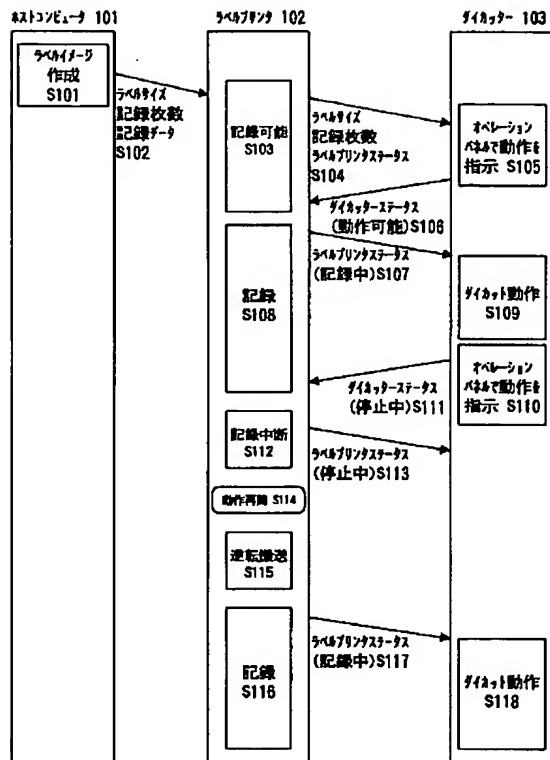 ﾎｽﾄｺﾝﾋﾟｭｰﾀ 101
ﾗﾍﾞﾙﾌﾟﾘﾝﾀ 102
ﾀﾞｲｶｯﾀｰ 103
ﾗﾍﾞﾙｲﾒｰｼﾞ
作成
S101
ﾗﾍﾞﾙｻｲｽﾞ
記録枚数
記録ﾃﾞｰﾀ
S102
記録可能
S103
ﾗﾍﾞﾙｻｲｽﾞ
記録枚数
ﾗﾍﾞﾙﾌﾟﾘﾝﾀｽﾃｰﾀｽ
S104
ｵﾍﾟﾚｰｼｮﾝ
ﾊﾟﾈﾙで動作を
指示 S105
ﾀﾞｲｶｯﾀｰｽﾃｰﾀｽ
(動作可能)S106
ﾗﾍﾞﾙﾌﾟﾘﾝﾀｽﾃｰﾀｽ
(記録中)S107
記録
S108
ﾀﾞｲｶｯﾄ動作
S109
ｵﾍﾟﾚｰｼｮﾝ
ﾊﾟﾈﾙで動作を
指示 S110
ﾀﾞｲｶｯﾀｰｽﾃｰﾀｽ
(停止中)S111
記録中断
S112
ﾗﾍﾞﾙﾌﾟﾘﾝﾀｽﾃｰﾀｽ
(停止中)S113
動作再開 S114
逆転搬送
S115
記録
S116
ﾗﾍﾞﾙﾌﾟﾘﾝﾀｽﾃｰﾀｽ
(記録中)S117
ﾀﾞｲｶｯﾄ動作
S118